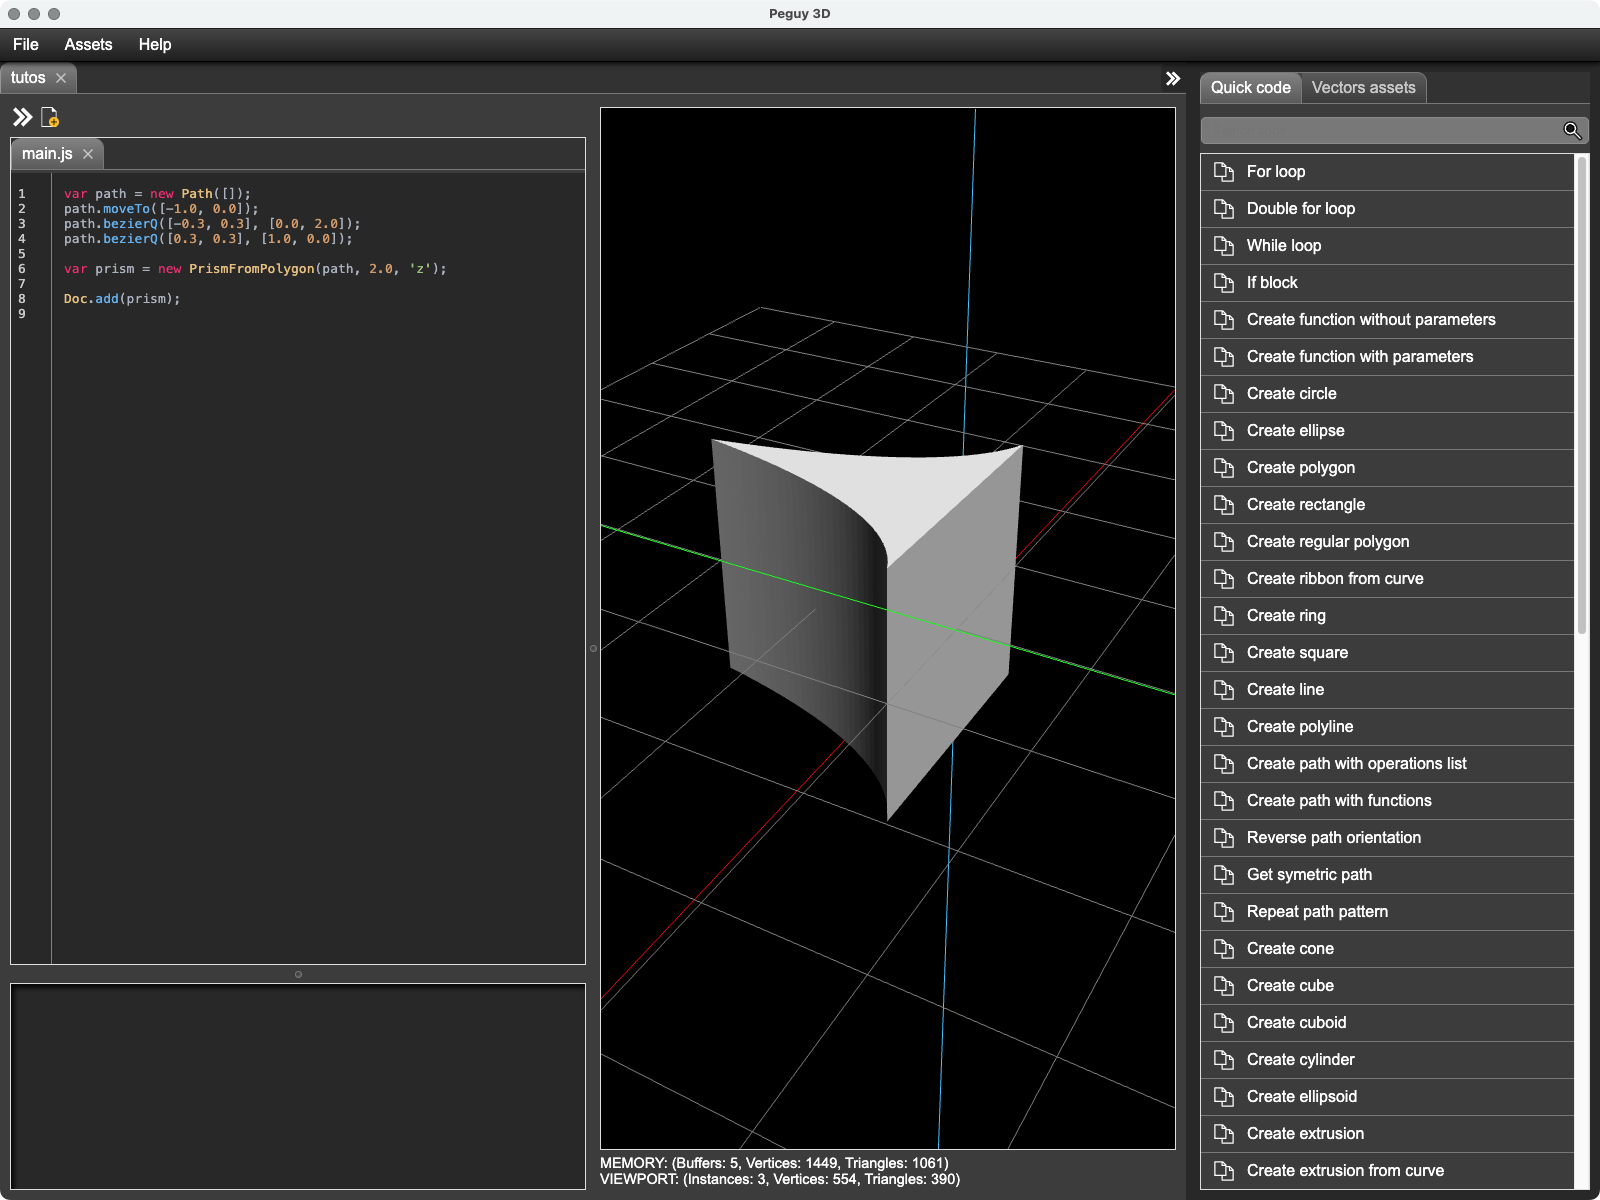 Peguy 3D
File Assets Help
tutos
main.js
1 var path = new Path([]);
2 path.moveTo([-1.0, 0.0]);
3 path.bezierQ([-0.3, 0.3], [0.0, 2.0]);
4 path.bezierQ([0.3, 0.3], [1.0, 0.0]);
5
6 var prism = new PrismFromPolygon(path, 2.0, 'z');
7
8 Doc.add(prism);
9
MEMORY: (Buffers: 5, Vertices: 1449, Triangles: 1061)
VIEWPORT: (Instances: 3, Vertices: 554, Triangles: 390)
Quick code Vectors assets
For loop
Double for loop
While loop
If block
Create function without parameters
Create function with parameters
Create circle
Create ellipse
Create polygon
Create rectangle
Create regular polygon
Create ribbon from curve
Create ring
Create square
Create line
Create polyline
Create path with operations list
Create path with functions
Reverse path orientation
Get symetric path
Repeat path pattern
Create cone
Create cube
Create cuboid
Create cylinder
Create ellipsoid
Create extrusion
Create extrusion from curve